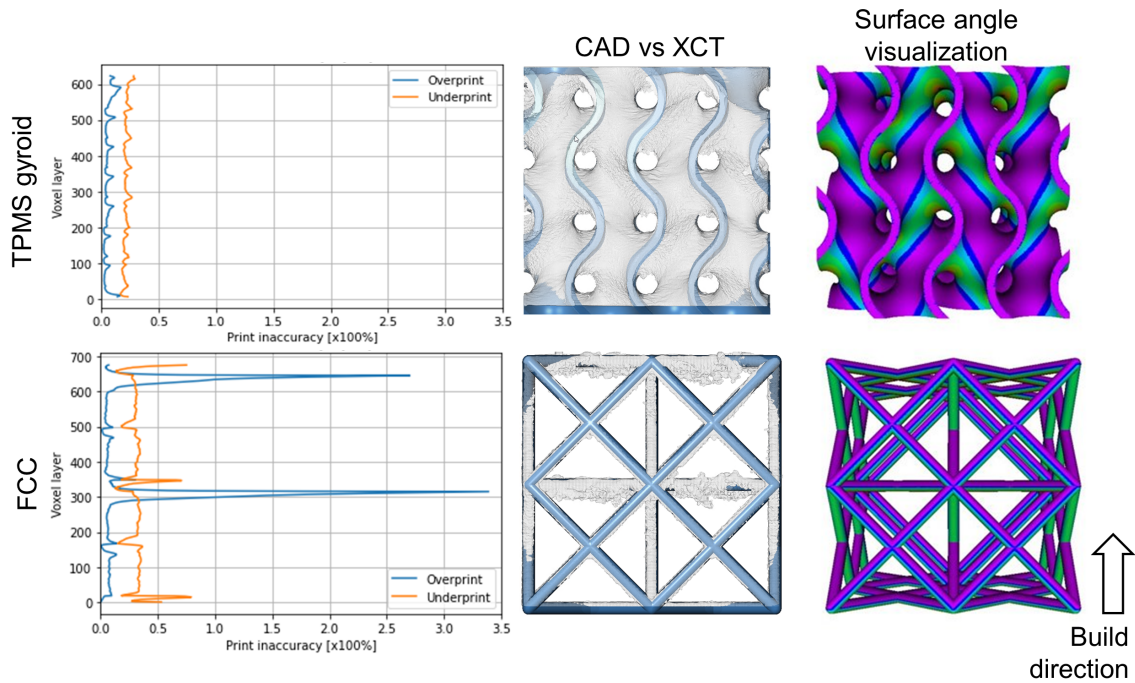 CAD vs XCT
Surface angle
visualization
TPMS gyroid
Voxel layer
600
500
400
300
200
100
0
Overprint
Underprint
0.0 0.5 1.0 1.5 2.0 2.5 3.0 3.5
Print inaccuracy [x100%]
FCC
Voxel layer
700
600
500
400
300
200
100
0
Overprint
Underprint
0.0 0.5 1.0 1.5 2.0 2.5 3.0 3.5
Print inaccuracy [x100%]
Build
direction